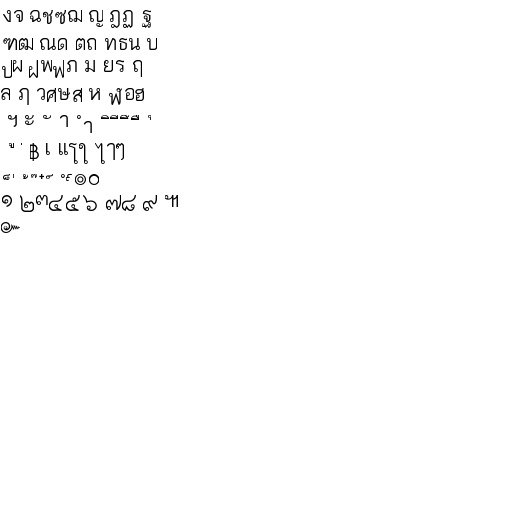 งจ ฉชซฌ ญ ฎฏ ฐ
ฑฒ ณด ตถ ทธน บ
ปผ ฝพฟภ ม ยร ฤ
ล ฦ วศษส ห ฬอฮ
ฯ ะ ั า ำ ิ ี ึ ื ุ
ู ฺ ฿ เ แโใ ไๅๆ
็ ่ ้ ๊ ๋ ์ ํ ๎ ๏๐
๑ ๒๓๔๕๖ ๗๘ ๙ ๚
๛